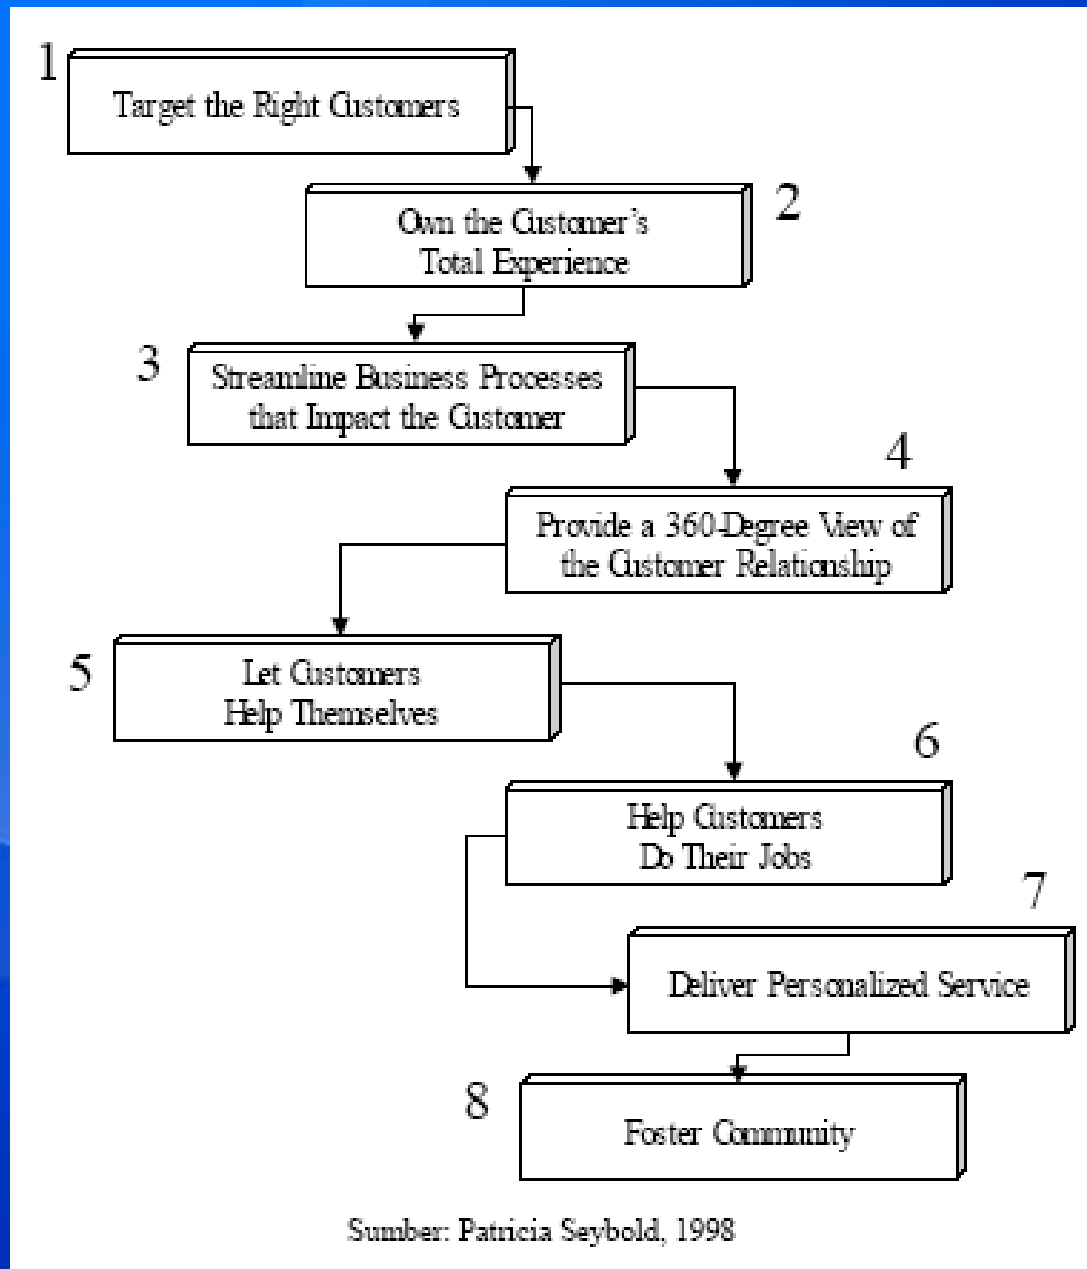 1
Target the Right Customers
2
Own the Customer's
Total Experience
3
Streamline Business Processes
that Impact the Customer
4
Provide a 360-Degree View of
the Customer Relationship
5
Let Customers
Help Themselves
6
Help Customers
Do Their Jobs
7
Deliver Personalized Service
8
Foster Community
Sumber: Patricia Seybold, 1998